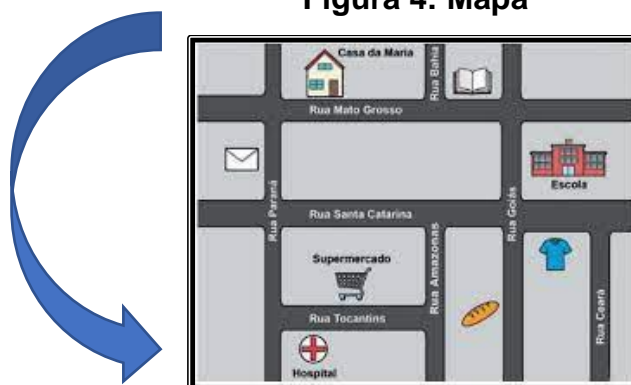 Figura 4: Mapa
Casa da Maria
Rua Bahia
Rua Mato Grosso
Escola
Rua Paraná
Rua Santa Catarina
Rua Goiás
Supermercado
Rua Amazonas
Rua Tocantins
Rua Ceará
Hospital